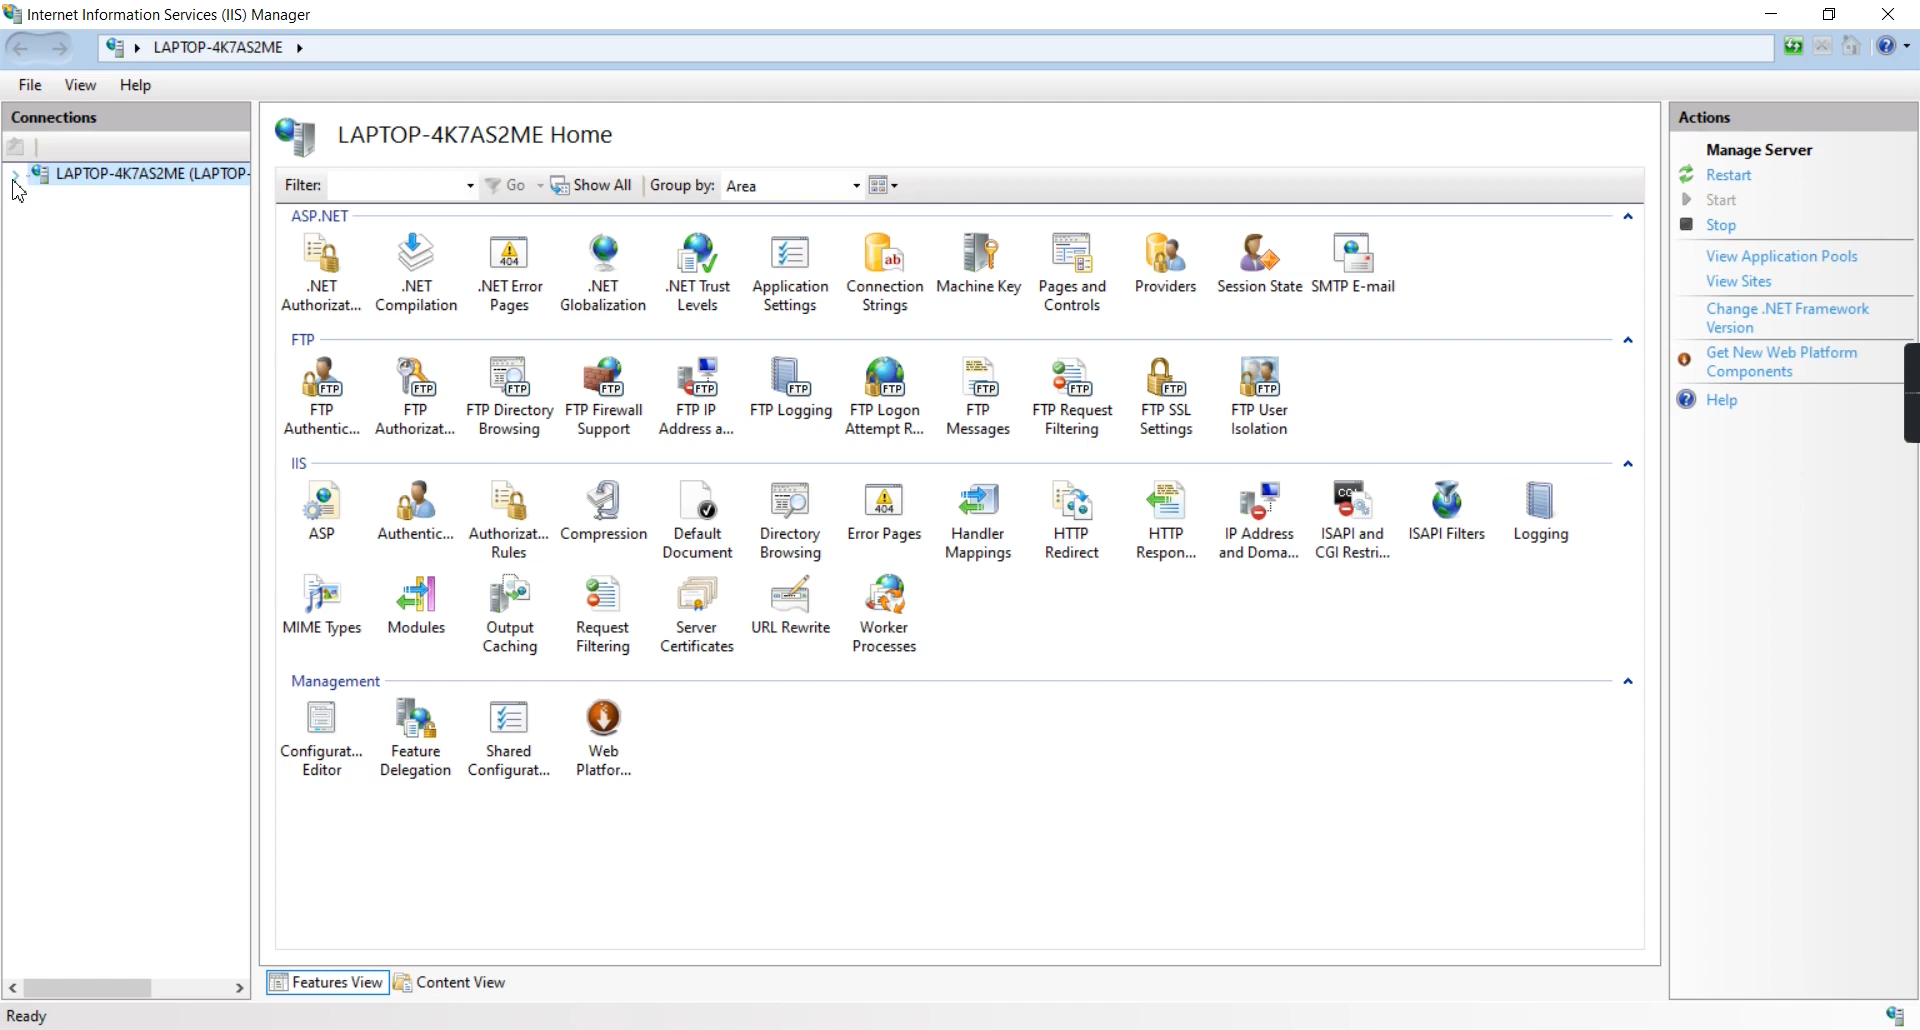 Internet Information Services (IIS) Manager
LAPTOP-4K7AS2ME
File View Help
Connections
LAPTOP-4K7AS2ME (LAPTOP-
LAPTOP-4K7AS2ME Home
Filter: Go Show All Group by: Area
ASP.NET
.NET Authorizat...
.NET Compilation
.NET Error Pages
.NET Globalization
.NET Trust Levels
Application Settings
Connection Strings
Machine Key
Pages and Controls
Providers
Session State
SMTP E-mail
FTP
FTP Authentic...
FTP Authorizat...
FTP Directory Browsing
FTP Firewall Support
FTP IP Address a...
FTP Logging
FTP Logon Attempt R...
FTP Messages
FTP Request Filtering
FTP SSL Settings
FTP User Isolation
IIS
ASP
Authentic...
Authorizat... Rules
Compression
Default Document
Directory Browsing
Error Pages
Handler Mappings
HTTP Redirect
HTTP Respon...
IP Address and Doma...
ISAPI and CGI Restri...
ISAPI Filters
Logging
MIME Types
Modules
Output Caching
Request Filtering
Server Certificates
URL Rewrite
Worker Processes
Management
Configurat... Editor
Feature Delegation
Shared Configurat...
Web Platfor...
Features View
Content View
Actions
Manage Server
Restart
Start
Stop
View Application Pools
View Sites
Change .NET Framework
Version
Get New Web Platform
Components
Help
Ready